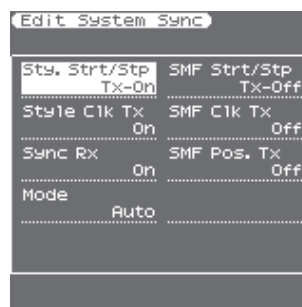 Edit System Sync
Sty. Strt/Stp SMF Strt/Stp
Tx-On Tx-Off
Style Clk Tx SMF Clk Tx
On Off
Sync Rx SMF Pos. Tx
On Off
Mode
Auto